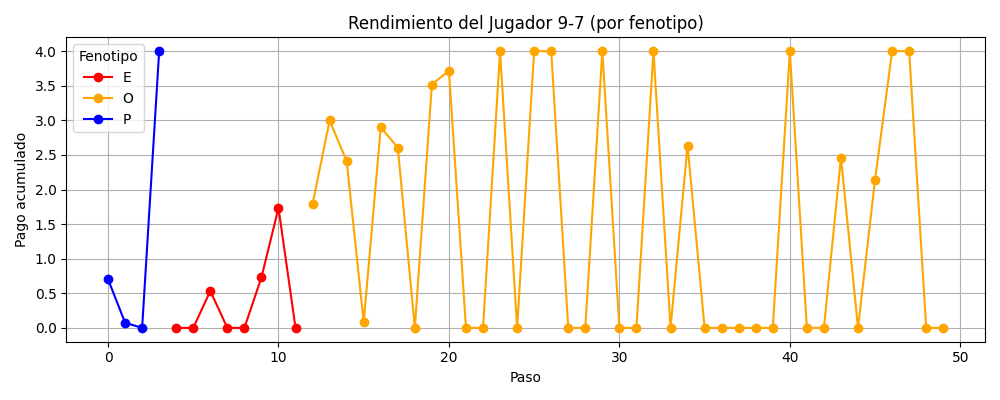 Rendimiento del Jugador 9-7 (por fenotipo)
Pago acumulado
4.0
3.5
3.0
2.5
2.0
1.5
1.0
0.5
0.0
Fenotipo
E
O
P
0 10 20 30 40 50
Paso